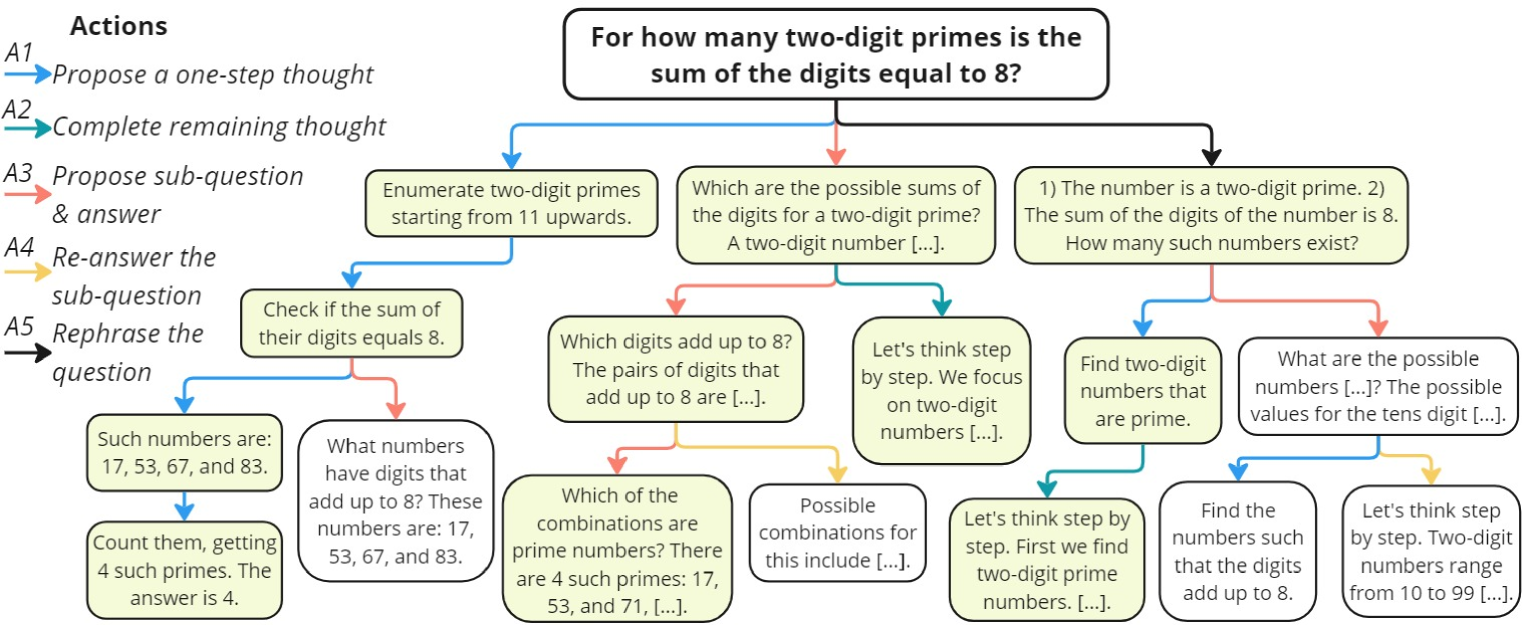 Actions
A1
Propose a one-step thought
A2
Complete remaining thought
A3
Propose sub-question
& answer
A4
Re-answer the
sub-question
A5
Rephrase the
question
For how many two-digit primes is the
sum of the digits equal to 8?
Enumerate two-digit primes
starting from 11 upwards.
Which are the possible sums of
the digits for a two-digit prime?
A two-digit number [...].
1) The number is a two-digit prime. 2)
The sum of the digits of the number is 8.
How many such numbers exist?
Check if the sum of
their digits equals 8.
Which digits add up to 8?
The pairs of digits that
add up to 8 are [...].
Let's think step
by step. We focus
on two-digit
numbers [...].
Find two-digit
numbers that
are prime.
What are the possible
numbers [...]? The possible
values for the tens digit [...].
Such numbers are:
17, 53, 67, and 83.
What numbers
have digits that
add up to 8? These
numbers are: 17,
53, 67, and 83.
Which of the
combinations are
prime numbers? There
are 4 such primes: 17,
53, and 71, [...].
Possible
combinations for
this include [...].
Let's think step by
step. First we find
two-digit prime
numbers. [...].
Find the
numbers such
that the digits
add up to 8.
Let's think step
by step. Two-digit
numbers range
from 10 to 99 [...].
Count them, getting
4 such primes. The
answer is 4.